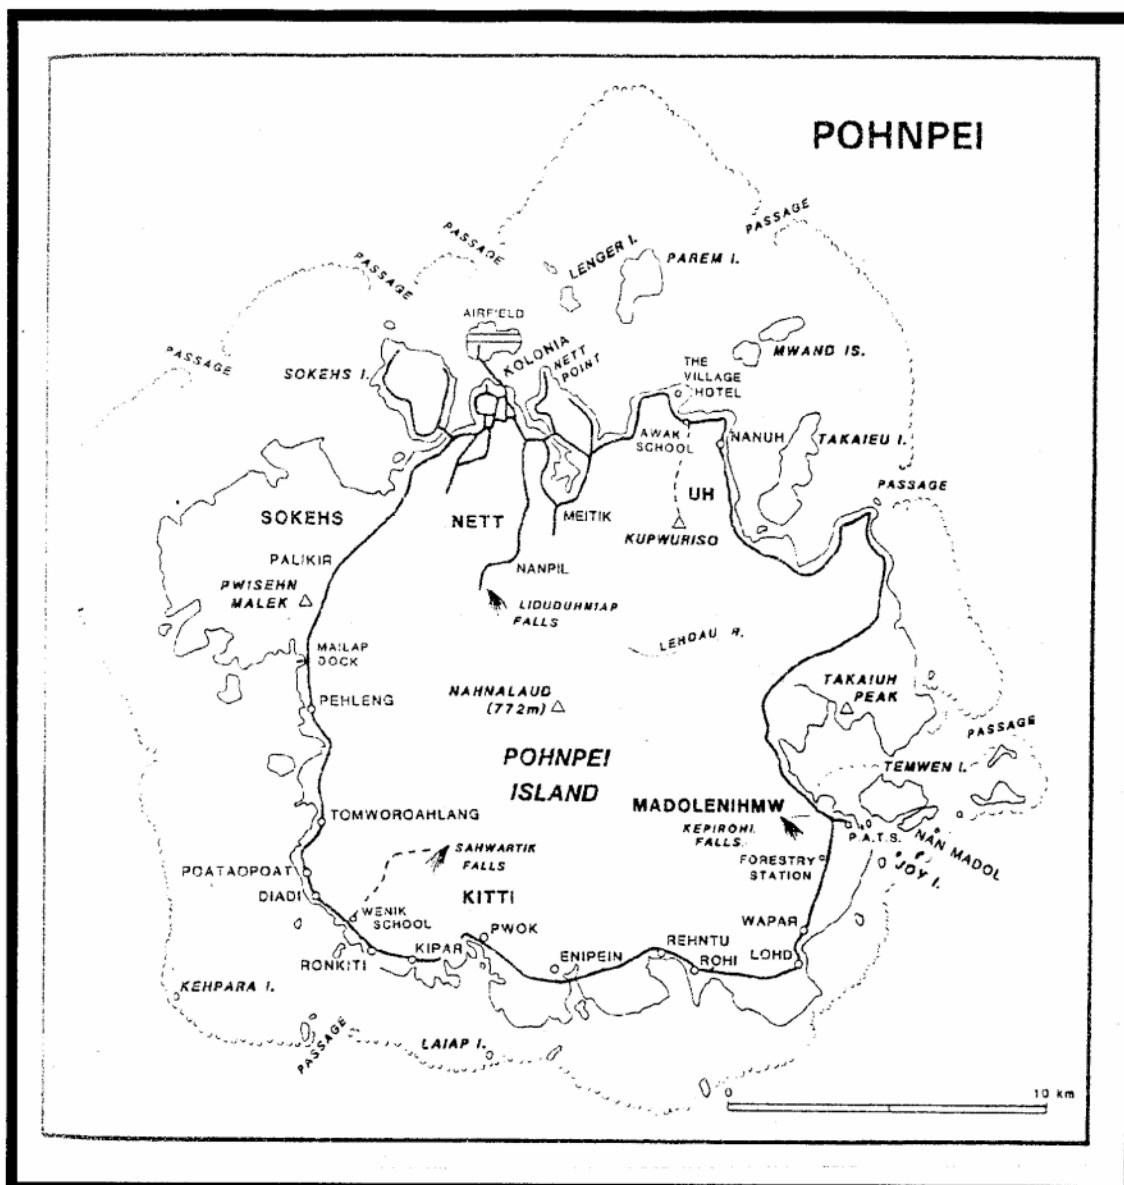 POHNPEI
PASSAGE
PASSAGE
PASSAGE
PASSAGE
LENGER I.
PAREM I.
AIRFIELD
KOLONIA
NETT
POINT
MWAND IS.
SOKEHS I.
THE
VILLAGE
HOTEL
AWAK
SCHOOL
NANUH
TAKAIEU I.
PASSAGE
SOKEHS
NETT
MEITIK
UH
KUPWURISO
PALIKIR
NANPIL
PWISEHN
MALEK
LIDUDUHNIAP
FALLS
LEHDAU R.
MAILAP
DOCK
PEHLENG
NAHNALAUD
(772m)
TAKAIUH
PEAK
PASSAGE
POHNPEI
ISLAND
TEMWEN I.
MADOLENIHMW
KEPIROHI
FALLS
P.A.T.S.
NAN MADOL
JOY I.
TOMWOROAHLANG
SAHWARTIK
FALLS
FORESTRY
STATION
POATAOPOAT
DIADI
KITTI
WENIK
SCHOOL
PWOK
WAPAR
RONKITI
KIPAR
ENIPEIN
REHNTU
ROHI
LOHD
KEHPARA I.
PASSAGE
LAIAP I.
0 10 km